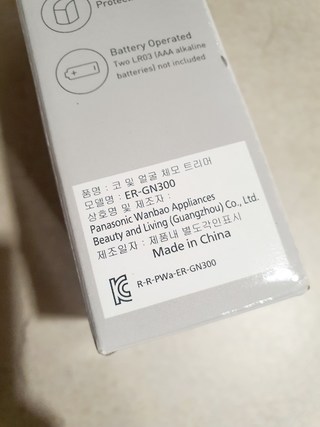 Protec
Battery Operated
Two LR03 (AAA alkaline
batteries) not included
품명 : 코 및 얼굴 체모 트리머
모델명 : ER-GN300
상호명 및 제조자 :
Panasonic Wanbao Appliances
Beauty and Living (Guangzhou) Co., Ltd.
제조일자 : 제품내 별도각인표시
Made in China
R-R-PWa-ER-GN300